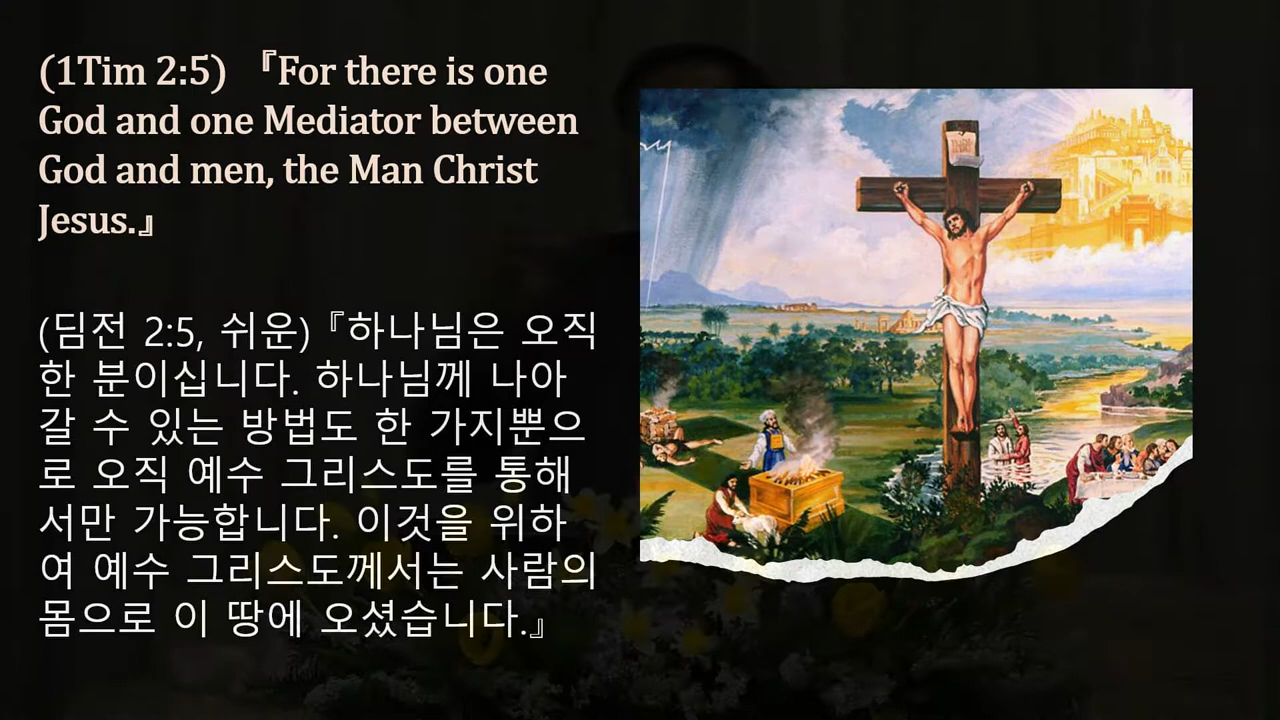 (1Tim 2:5) 『For there is one
God and one Mediator between
God and men, the Man Christ
Jesus.』
(딤전 2:5, 쉬운)『하나님은 오직
한 분이십니다. 하나님께 나아
갈 수 있는 방법도 한 가지뿐으
로 오직 예수 그리스도를 통해
서만 가능합니다. 이것을 위하
여 예수 그리스도께서는 사람의
몸으로 이 땅에 오셨습니다.』